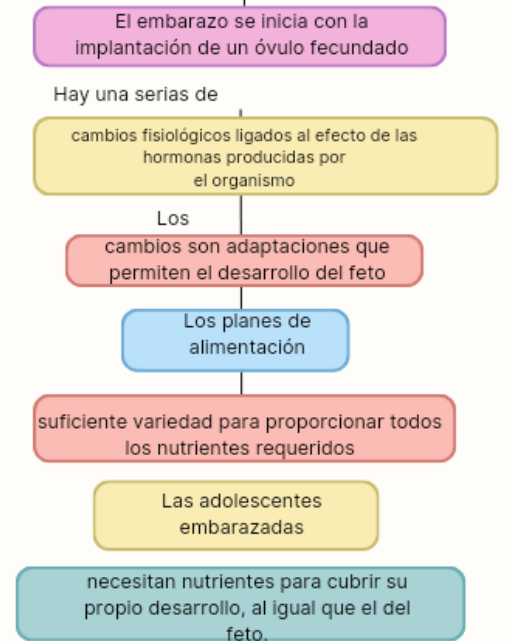 El embarazo se inicia con la
implantación de un óvulo fecundado
Hay una serias de
cambios fisiológicos ligados al efecto de las
hormonas producidas por
el organismo
Los
cambios son adaptaciones que
permiten el desarrollo del feto
Los planes de
alimentación
suficiente variedad para proporcionar todos
los nutrientes requeridos
Las adolescentes
embarazadas
necesitan nutrientes para cubrir su
propio desarrollo, al igual que el del
feto.